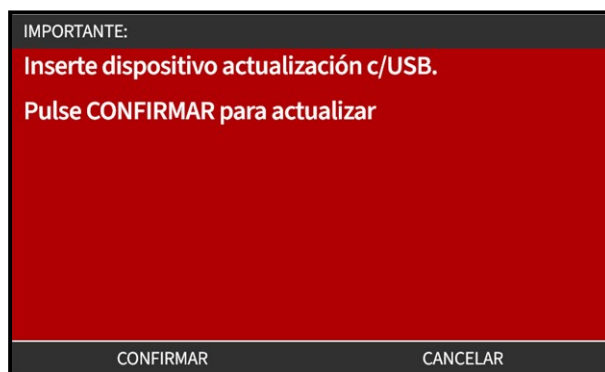 IMPORTANTE:
Inserte dispositivo actualización c/USB.
Pulse CONFIRMAR para actualizar
CONFIRMAR CANCELAR